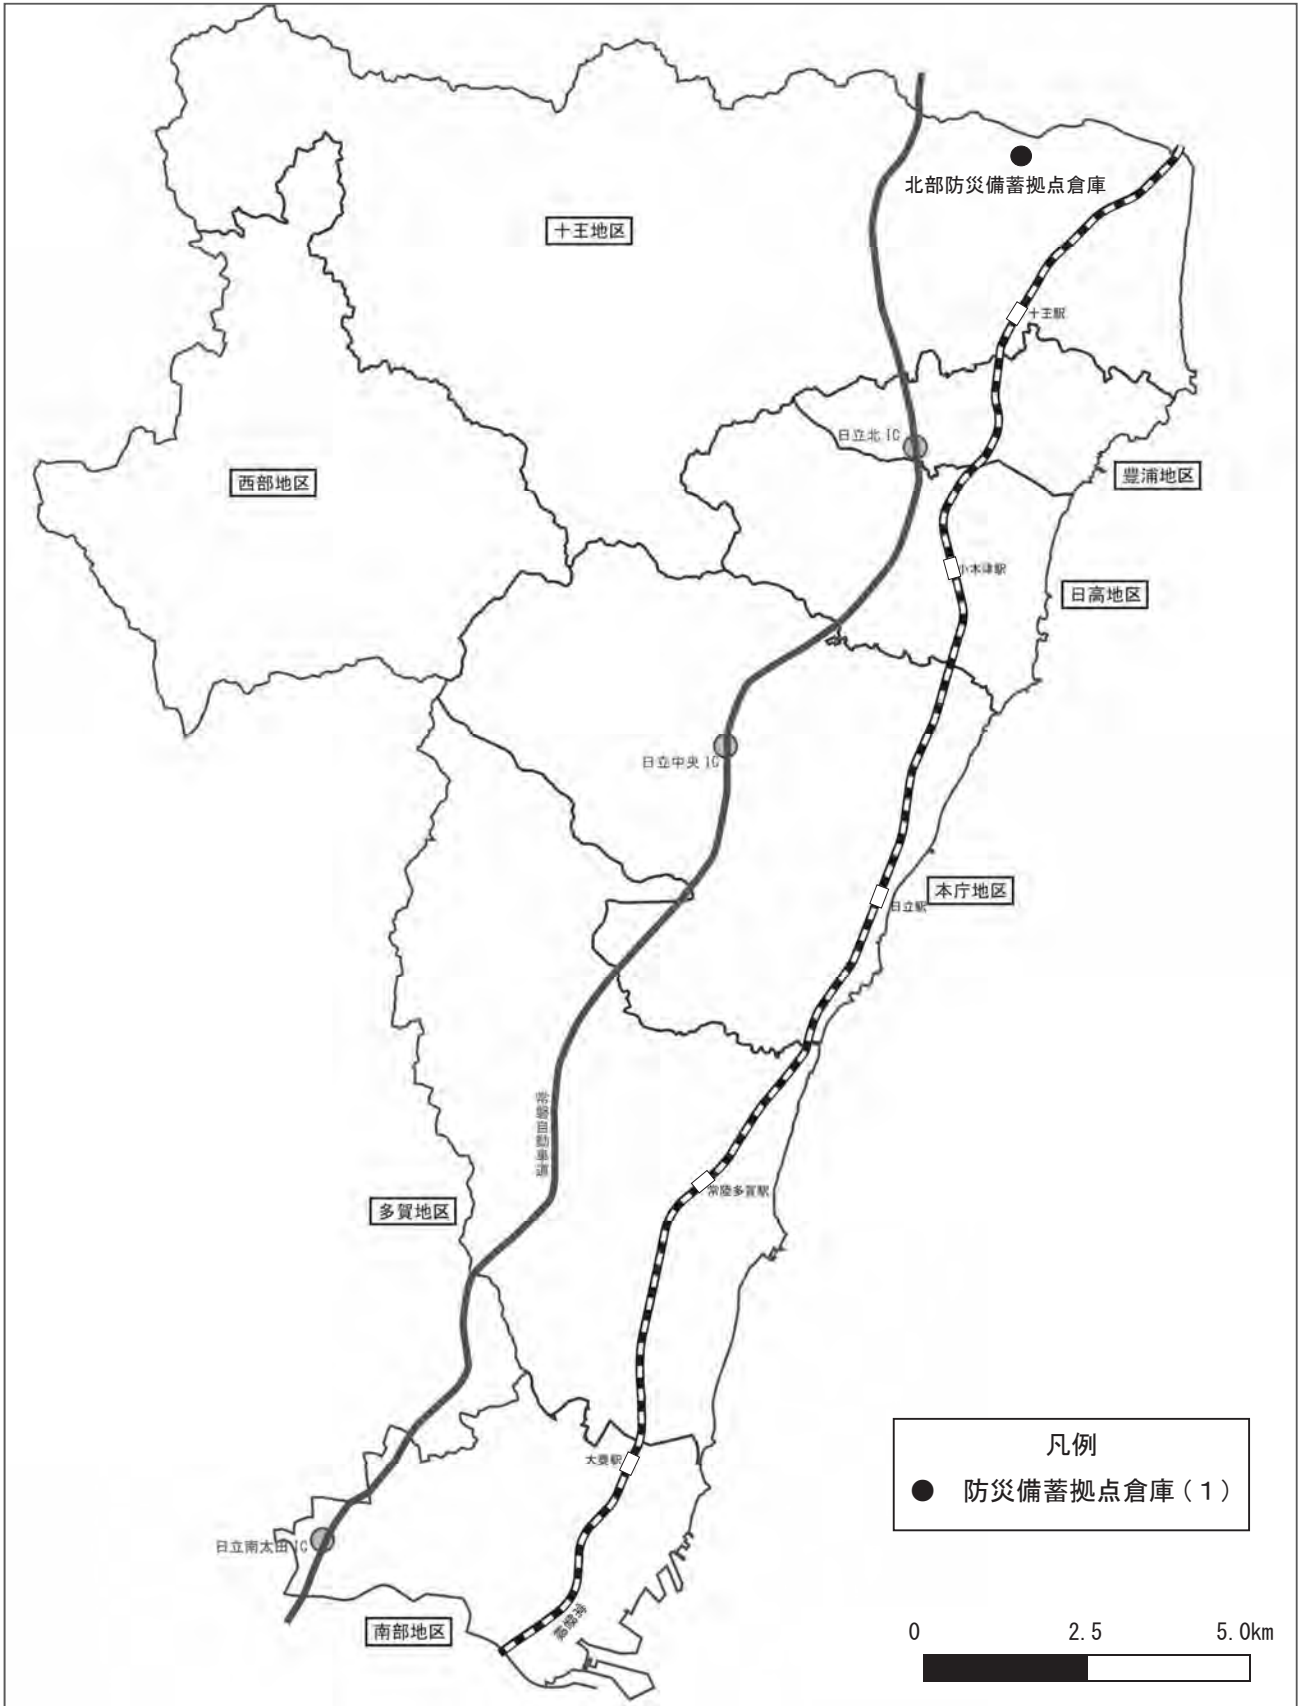 北部防災備蓄拠点倉庫
十王地区
十王駅
日立北IC
豊浦地区
西部地区
小木津駅
日高地区
日立中央IC
本庁地区
日立駅
常磐自動車道
常陸多賀駅
多賀地区
大甕駅
日立南太田IC
常磐線
南部地区
凡例
● 防災備蓄拠点倉庫(1)
0 2.5 5.0km